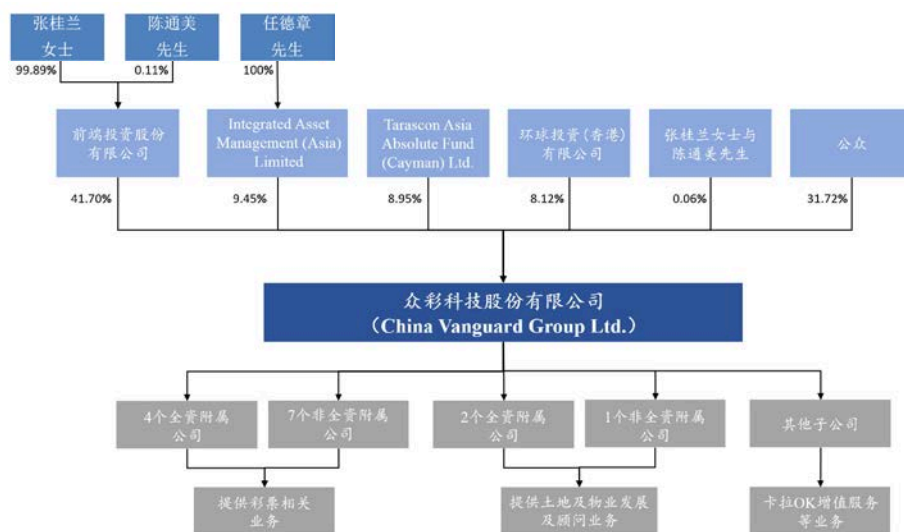 张桂兰
女士
陈通美
先生
任德章
先生
99.89%
0.11%
100%
前端投资股份
有限公司
Integrated Asset
Management (Asia)
Limited
Tarascon Asia
Absolute Fund
(Cayman) Ltd.
环球投资(香港)
有限公司
张桂兰女士与
陈通美先生
公众
41.70%
9.45%
8.95%
8.12%
0.06%
31.72%
众彩科技股份有限公司
（China Vanguard Group Ltd.）
4个全资附属
公司
7个非全资附属
公司
2个全资附属
公司
1个非全资附属
公司
其他子公司
提供彩票相关
业务
提供土地及物业发展
及顾问业务
卡拉OK增值服务
等业务